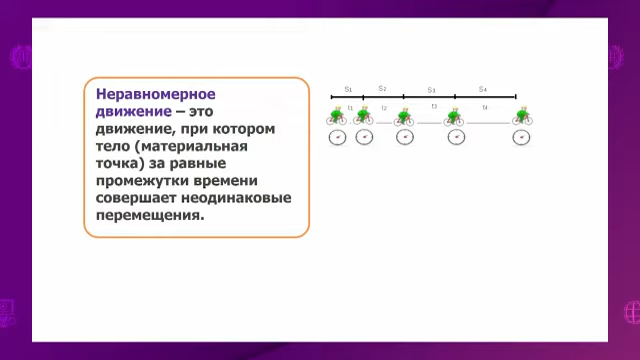 Неравномерное
движение – это
движение, при котором
тело (материальная
точка) за равные
промежутки времени
совершает неодинаковые
перемещения.
S₁ S₂ S₃ S₄
t₁ t₂ t₃ t₄